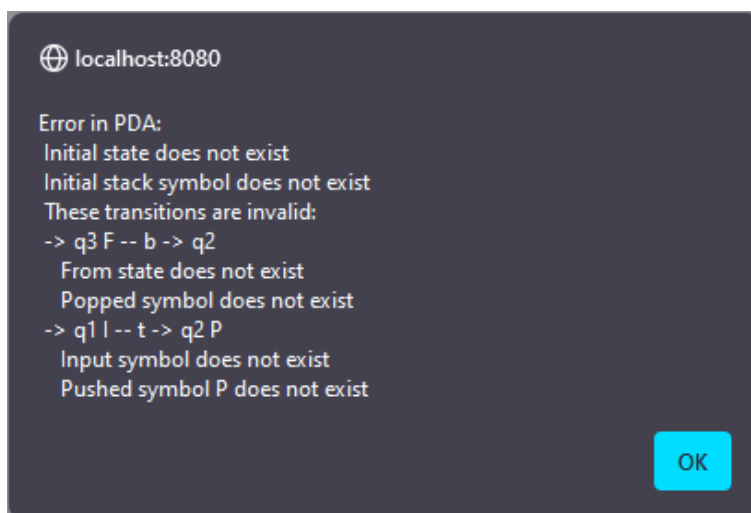 localhost:8080
Error in PDA:
Initial state does not exist
Initial stack symbol does not exist
These transitions are invalid:
-> q3 F -- b -> q2
From state does not exist
Popped symbol does not exist
-> q1 I -- t -> q2 P
Input symbol does not exist
Pushed symbol P does not exist
OK